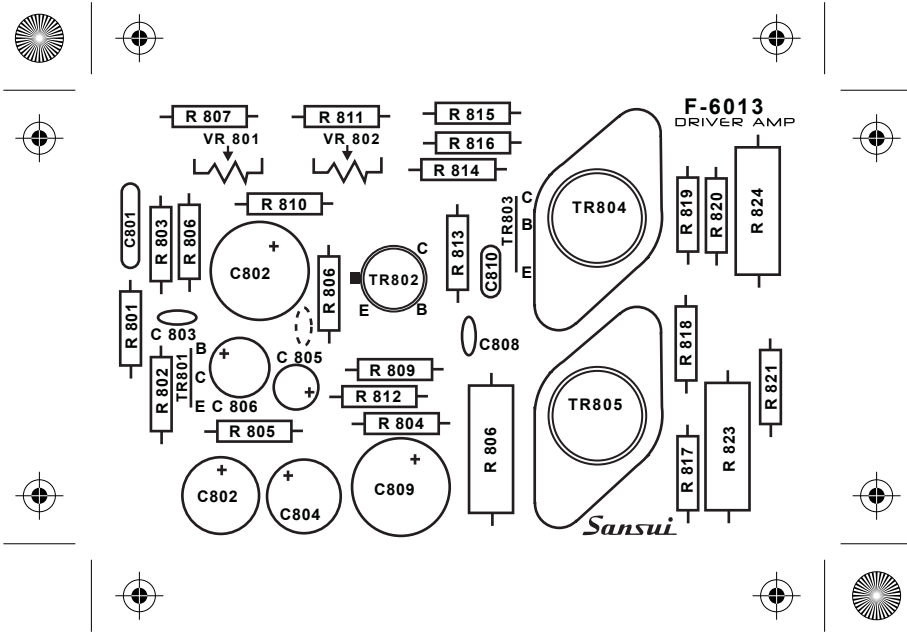 F-6013
DRIVER AMP
R 807
R 811
R 815
VR 801
VR 802
R 816
R 814
R 810
C801
R 803
R 806
C802
R 806
TR802
C
E
B
R 813
C810
TR803
C
B
E
TR804
R 819
R 820
R 824
R 801
C 803
R 802
TR801
B
C
E
C 806
C 805
C808
R 809
R 812
R 804
R 805
R 806
TR805
R 818
R 821
R 817
R 823
C802
C804
C809
Sansui